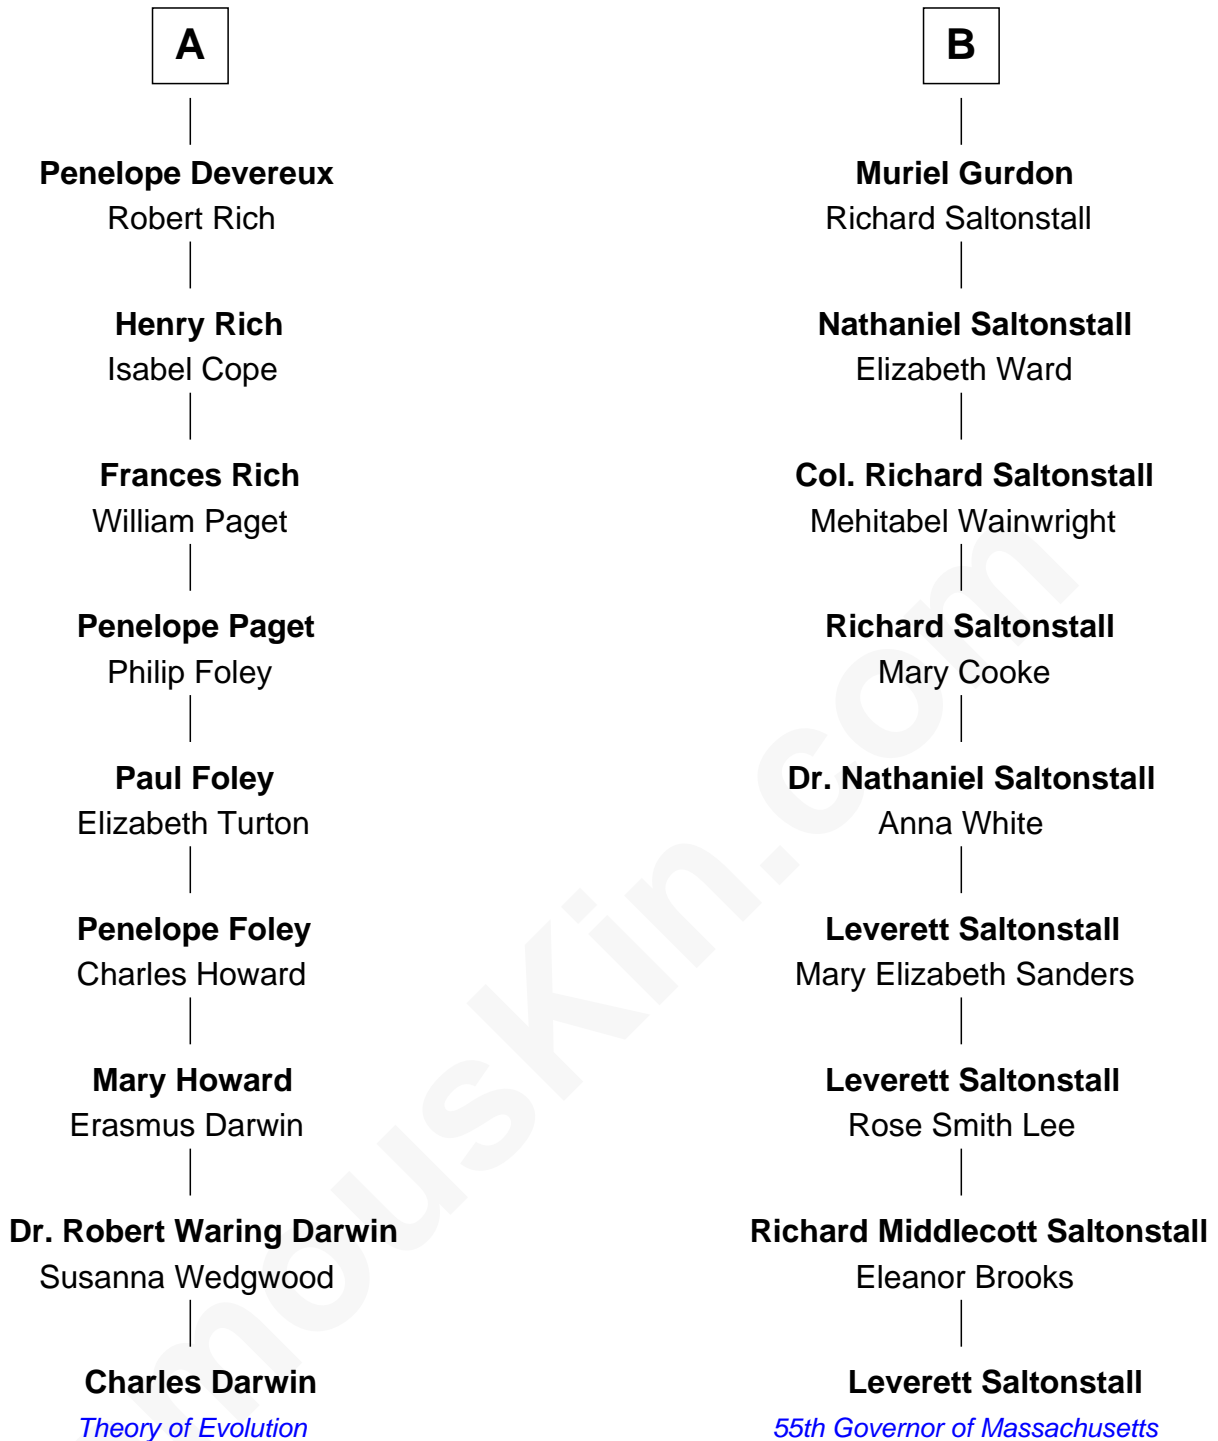 A
Penelope Devereux
Robert Rich
Henry Rich
Isabel Cope
Frances Rich
William Paget
Penelope Paget
Philip Foley
Paul Foley
Elizabeth Turton
Penelope Foley
Charles Howard
Mary Howard
Erasmus Darwin
Dr. Robert Waring Darwin
Susanna Wedgwood
Charles Darwin
Theory of Evolution
B
Muriel Gurdon
Richard Saltonstall
Nathaniel Saltonstall
Elizabeth Ward
Col. Richard Saltonstall
Mehitabel Wainwright
Richard Saltonstall
Mary Cooke
Dr. Nathaniel Saltonstall
Anna White
Leverett Saltonstall
Mary Elizabeth Sanders
Leverett Saltonstall
Rose Smith Lee
Richard Middlecott Saltonstall
Eleanor Brooks
Leverett Saltonstall
55th Governor of Massachusetts
mousKin.com